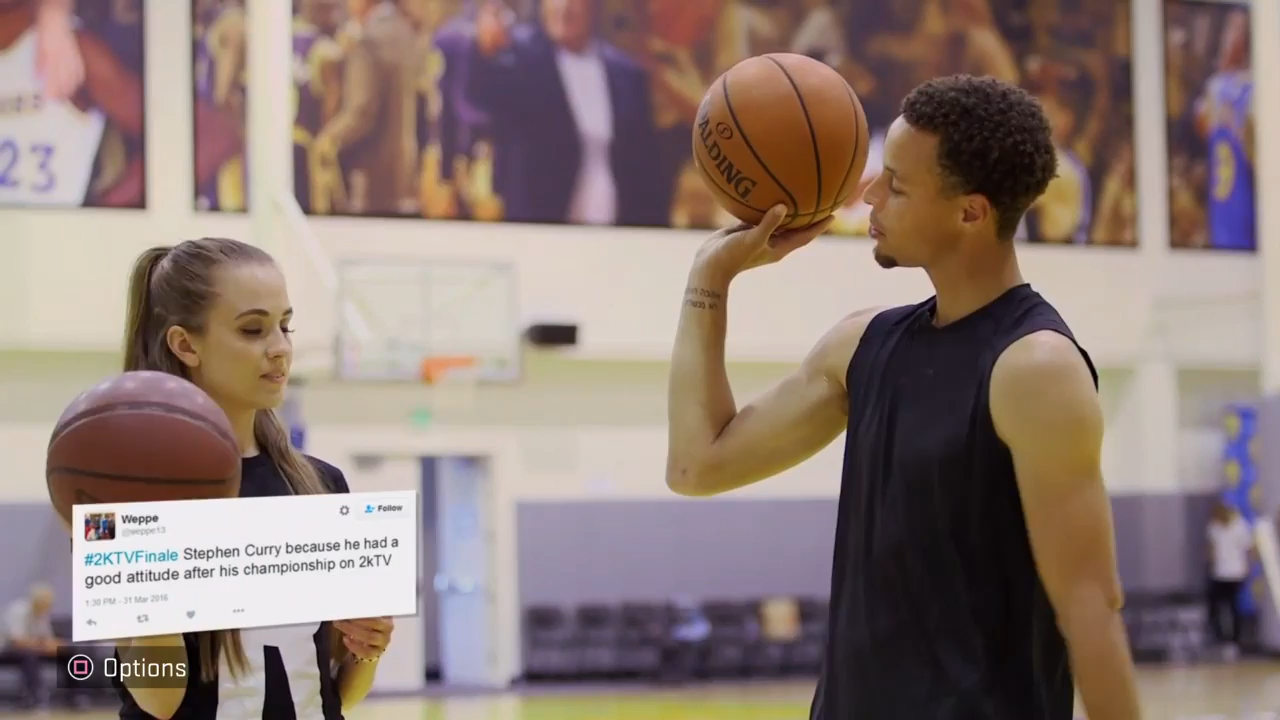 23
SPALDING
Weppe
@weppe13
Follow
#2KTVFinale Stephen Curry because he had a
good attitude after his championship on 2kTV
1:30 PM - 31 Mar 2016
Options